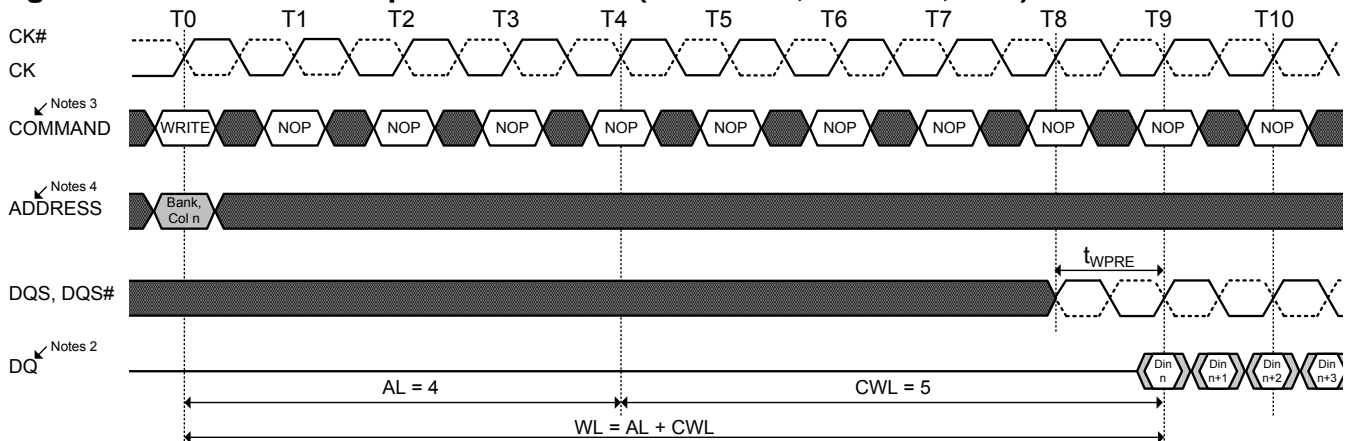 T0 T1 T2 T3 T4 T5 T6 T7 T8 T9 T10
CK#
CK
Notes 3
COMMAND WRITE NOP NOP NOP NOP NOP NOP NOP NOP NOP NOP
Notes 4
ADDRESS
Bank,
Col n
tWPRE
DQS, DQS#
Notes 2
DQ
Din Din Din Din
n n+1 n+2 n+3
AL = 4 CWL = 5
WL = AL + CWL